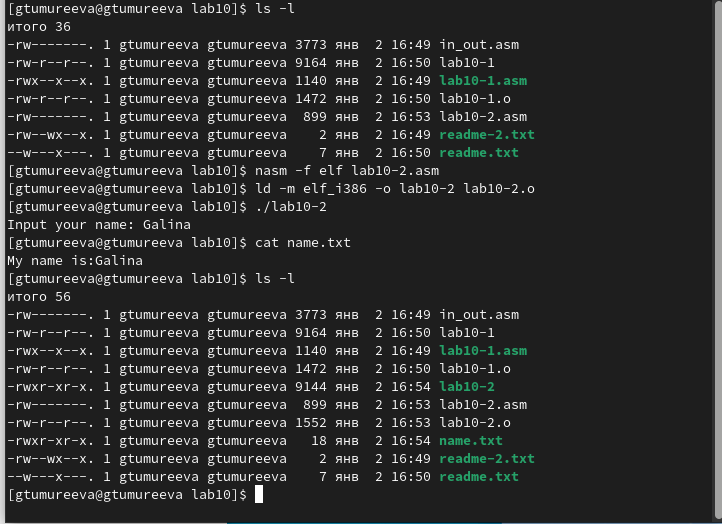 [gtumureeva@gtumureeva lab10]$ ls -l
итого 36
-rw-------. 1 gtumureeva gtumureeva 3773 янв  2 16:49 in_out.asm
-rw-r--r--. 1 gtumureeva gtumureeva 9164 янв  2 16:50 lab10-1
-rwx--x--x. 1 gtumureeva gtumureeva 1140 янв  2 16:49 lab10-1.asm
-rw-r--r--. 1 gtumureeva gtumureeva 1472 янв  2 16:50 lab10-1.o
-rw-------. 1 gtumureeva gtumureeva  899 янв  2 16:53 lab10-2.asm
-rw--wx--x. 1 gtumureeva gtumureeva    2 янв  2 16:49 readme-2.txt
--w---x---. 1 gtumureeva gtumureeva    7 янв  2 16:50 readme.txt
[gtumureeva@gtumureeva lab10]$ nasm -f elf lab10-2.asm
[gtumureeva@gtumureeva lab10]$ ld -m elf_i386 -o lab10-2 lab10-2.o
[gtumureeva@gtumureeva lab10]$ ./lab10-2
Input your name: Galina
[gtumureeva@gtumureeva lab10]$ cat name.txt
My name is:Galina
[gtumureeva@gtumureeva lab10]$ ls -l
итого 56
-rw-------. 1 gtumureeva gtumureeva 3773 янв  2 16:49 in_out.asm
-rw-r--r--. 1 gtumureeva gtumureeva 9164 янв  2 16:50 lab10-1
-rwx--x--x. 1 gtumureeva gtumureeva 1140 янв  2 16:49 lab10-1.asm
-rw-r--r--. 1 gtumureeva gtumureeva 1472 янв  2 16:50 lab10-1.o
-rwxr-xr-x. 1 gtumureeva gtumureeva 9144 янв  2 16:54 lab10-2
-rw-------. 1 gtumureeva gtumureeva  899 янв  2 16:53 lab10-2.asm
-rw-r--r--. 1 gtumureeva gtumureeva 1552 янв  2 16:53 lab10-2.o
-rwxr-xr-x. 1 gtumureeva gtumureeva   18 янв  2 16:54 name.txt
-rw--wx--x. 1 gtumureeva gtumureeva    2 янв  2 16:49 readme-2.txt
--w---x---. 1 gtumureeva gtumureeva    7 янв  2 16:50 readme.txt
[gtumureeva@gtumureeva lab10]$